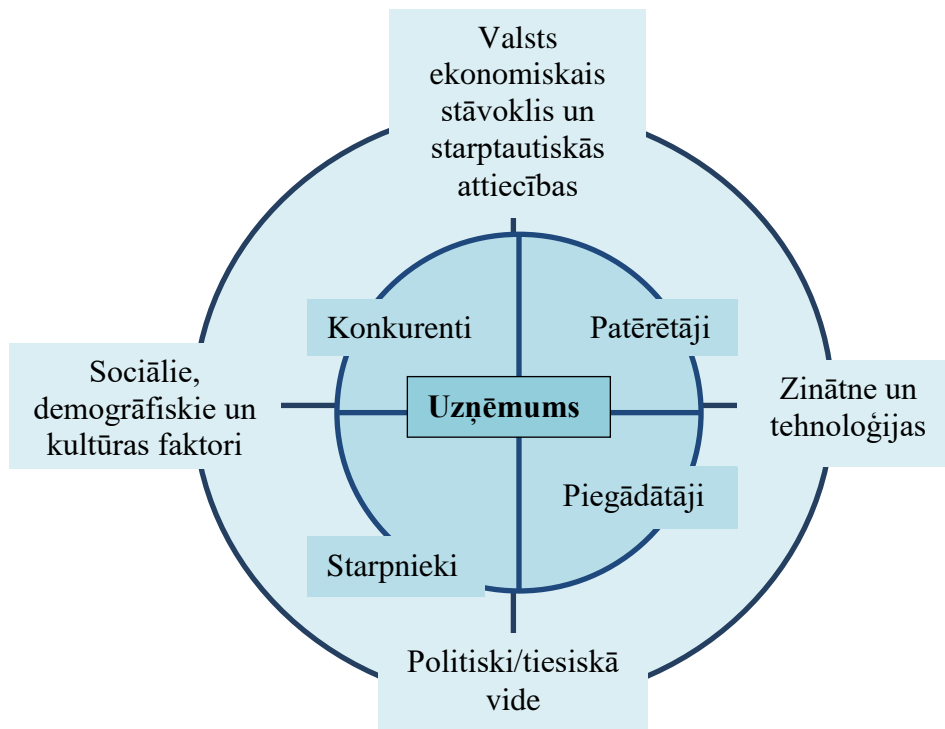 Valsts
ekonomiskais
stāvoklis un
starptautiskās
attiecības
Konkurenti
Patērētāji
Sociālie,
demogrāfiskie un
kultūras faktori
Uzņēmums
Zinātne un
tehnoloģijas
Piegādātāji
Starpnieki
Politiski/tiesiskā
vide